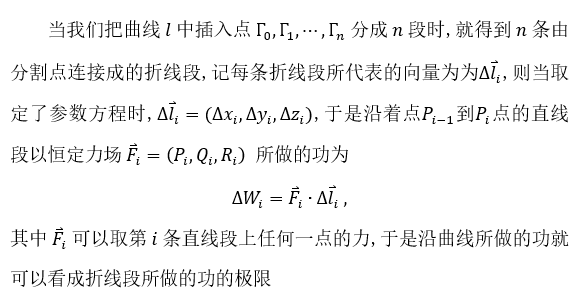 当我们把曲线 l 中插入点 Γ₀,Γ₁,⋯,Γₙ 分成 n 段时,就得到 n 条由
分割点连接成的折线段,记每条折线段所代表的向量为为Δl⃗ᵢ,则当取
定了参数方程时,Δl⃗ᵢ = (Δxᵢ,Δyᵢ,Δzᵢ),于是沿着点Pᵢ₋₁到Pᵢ点的直线
段以恒定力场 F⃗ᵢ = (Pᵢ,Qᵢ,Rᵢ) 所做的功为
ΔWᵢ = F⃗ᵢ ∙ Δl⃗ᵢ ,
其中 F⃗ᵢ 可以取第 i 条直线段上任何一点的力,于是沿曲线所做的功就
可以看成折线段所做的功的极限